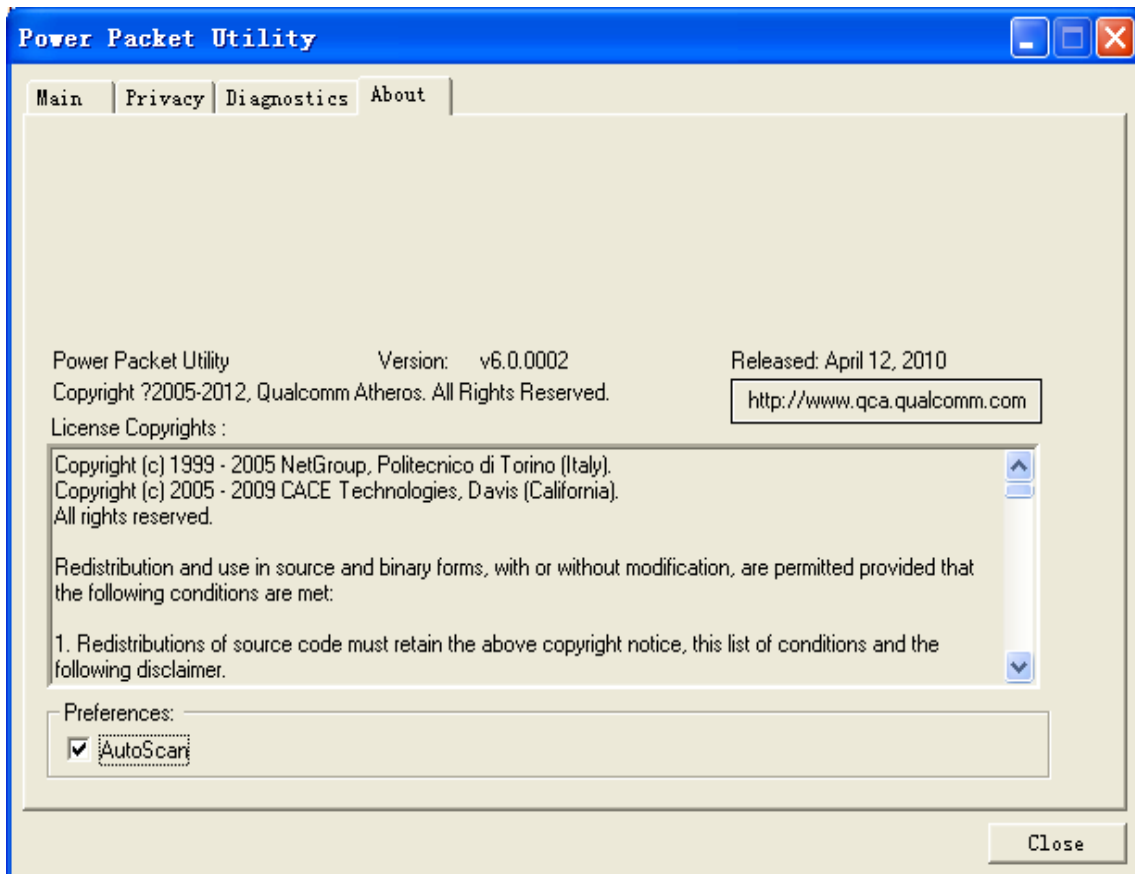 Power Packet Utility
Main Privacy Diagnostics About
Power Packet Utility Version: v6.0.0002 Released: April 12, 2010
Copyright ?2005-2012, Qualcomm Atheros. All Rights Reserved.
http://www.qca.qualcomm.com
License Copyrights :
Copyright (c) 1999 - 2005 NetGroup, Politecnico di Torino (Italy).
Copyright (c) 2005 - 2009 CACE Technologies, Davis (California).
All rights reserved.
Redistribution and use in source and binary forms, with or without modification, are permitted provided that
the following conditions are met:
1. Redistributions of source code must retain the above copyright notice, this list of conditions and the
following disclaimer.
Preferences:
AutoScan
Close